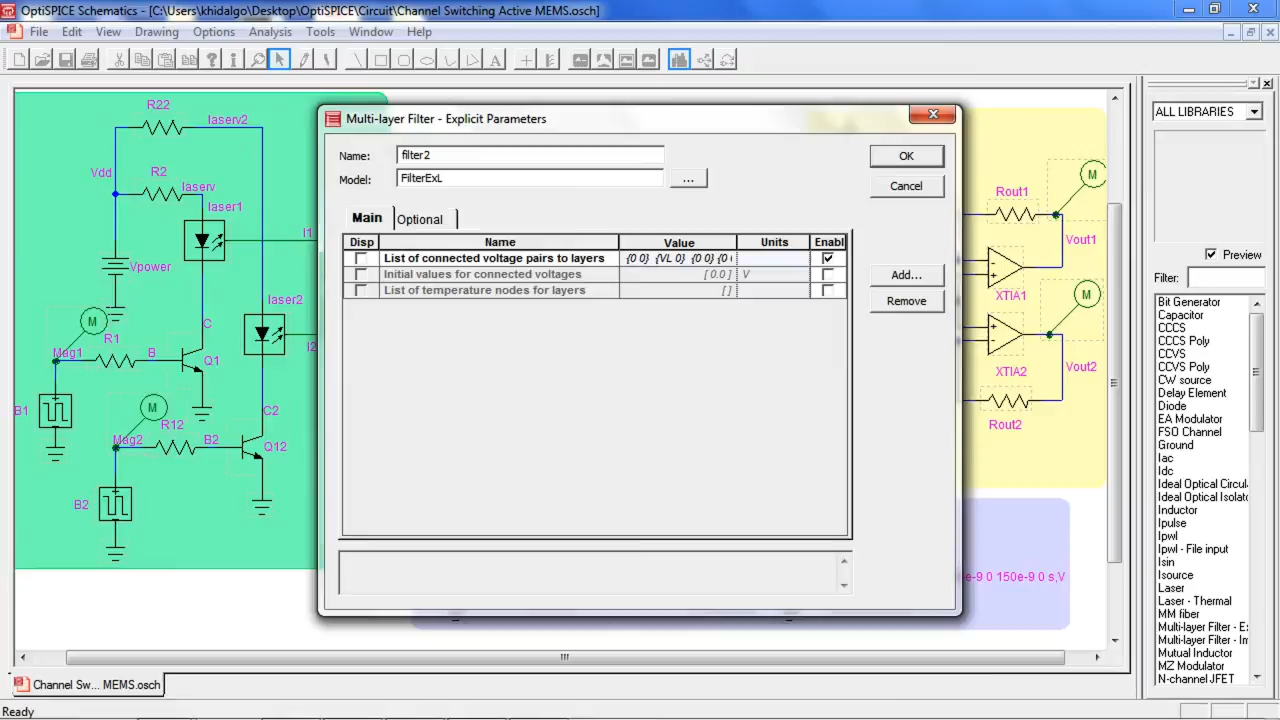 OptiSPICE Schematics - [C:\Users\khidalgo\Desktop\OptiSPICE\Circuit\Channel Switching Active MEMS.osch]
File Edit View Drawing Options Analysis Tools Window Help
R22
laserv2
Vdd
R2
laserv
laser1
I1
Vpower
laser2
M
C
R1
I2
Mag1
B
Q1
M
B1
C2
R12
Mag2
B2
Q12
B2
Multi-layer Filter - Explicit Parameters
Name: filter2
Model: FilterExL ...
OK
Cancel
Main Optional
Disp Name Value Units Enabl
List of connected voltage pairs to layers {0 0} {VL 0} {0 0} {0
Initial values for connected voltages [ 0.0 ] V
List of temperature nodes for layers [ ]
Add...
Remove
M
Rout1
Vout1
XTIA1
M
XTIA2
Vout2
Rout2
e-9 0 150e-9 0 s,V
ALL LIBRARIES
Preview
Filter:
Bit Generator
Capacitor
CCCS
CCCS Poly
CCVS
CCVS Poly
CW source
Delay Element
Diode
EA Modulator
FSO Channel
Ground
Iac
Idc
Ideal Optical Circul
Ideal Optical Isolat
Inductor
Ipulse
Ipwl
Ipwl - File input
Isin
Isource
Laser
Laser - Thermal
MM fiber
Multi-layer Filter - E
Multi-layer Filter - In
Mutual Inductor
MZ Modulator
N-channel JFET
Channel Sw... MEMS.osch
Ready